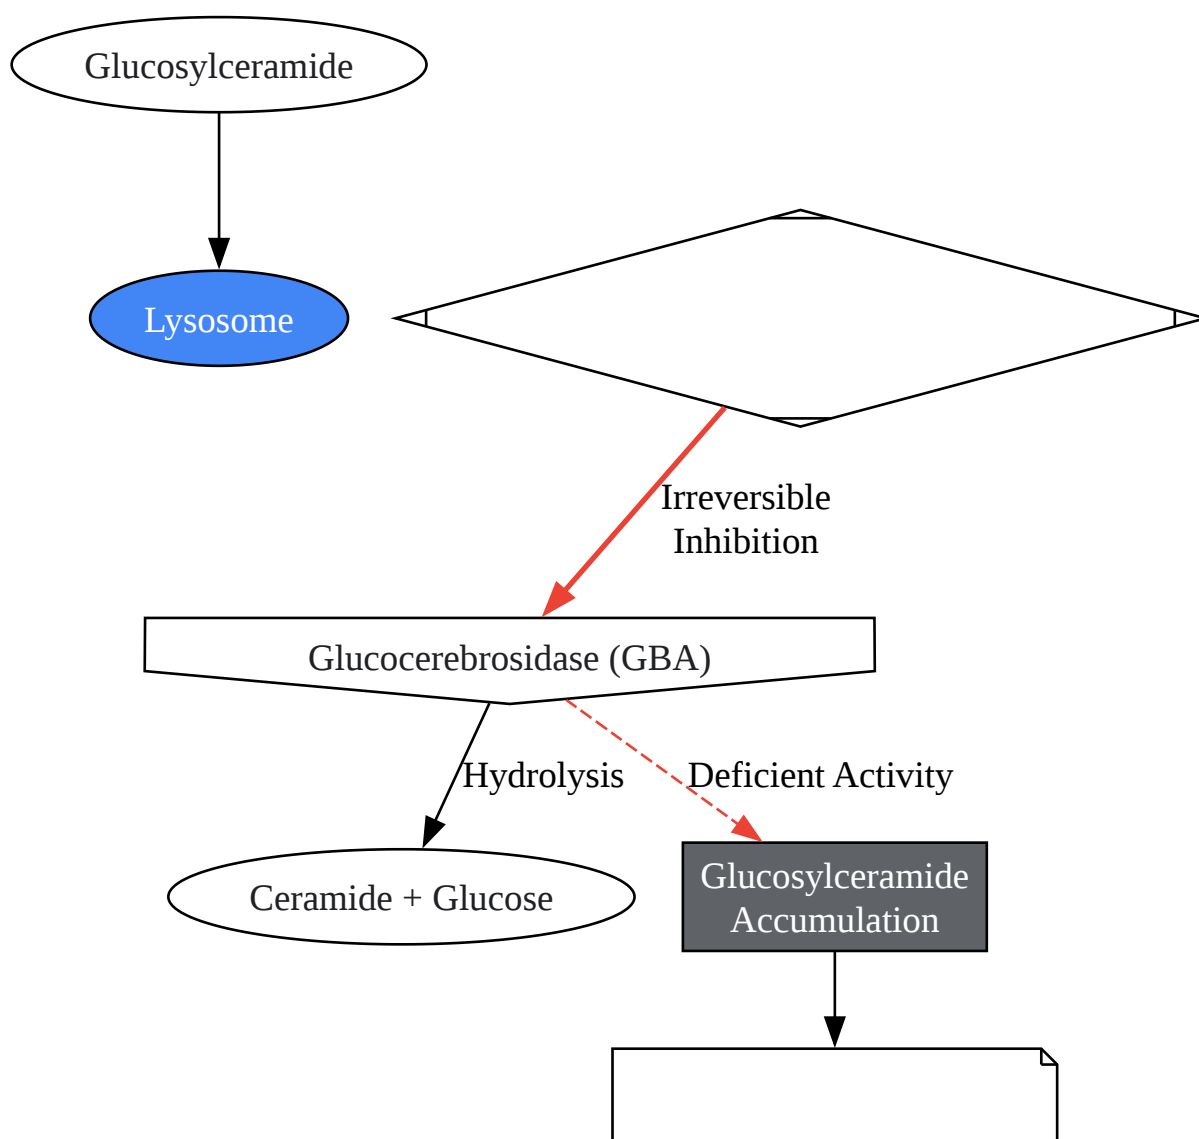 Glucosylceramide
Lysosome
Irreversible
Inhibition
Glucocerebrosidase (GBA)
Hydrolysis
Deficient Activity
Ceramide + Glucose
Glucosylceramide
Accumulation